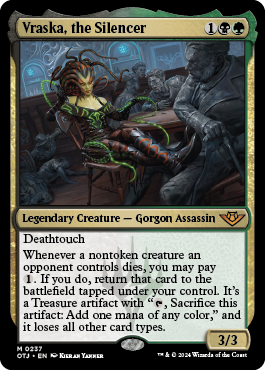 Vraska, the Silencer 1
Legendary Creature — Gorgon Assassin
Deathtouch
Whenever a nontoken creature an
opponent controls dies, you may pay
1. If you do, return that card to the
battlefield tapped under your control. It's
a Treasure artifact with “, Sacrifice this
artifact: Add one mana of any color,” and
it loses all other card types.
3/3
M 0237
OTJ • EN Kieran Yanner
™ & © 2024 Wizards of the Coast